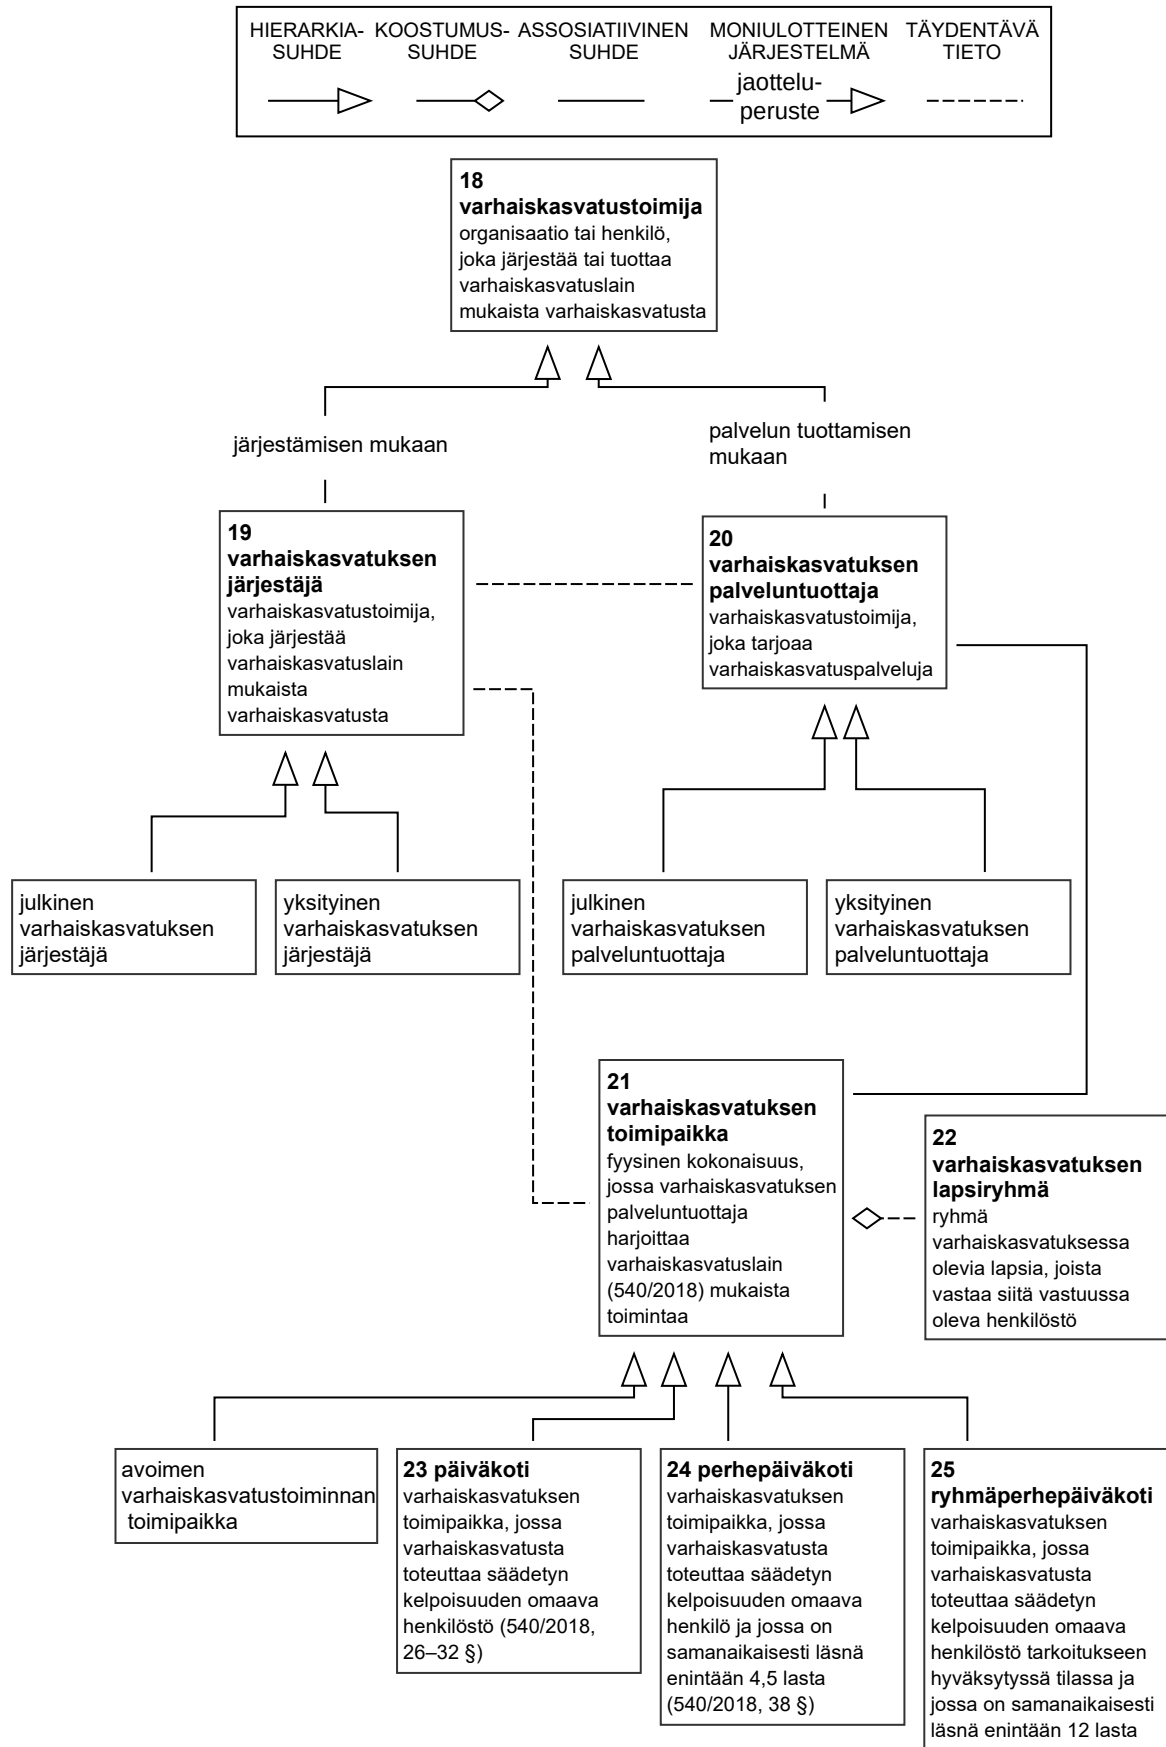 HIERARKIA-
SUHDE
KOOSTUMUS-
SUHDE
ASSOSIATIIVINEN
SUHDE
MONIULOTTEINEN
JÄRJESTELMÄ
jaottelu-
peruste
TÄYDENTÄVÄ
TIETO
18
varhaiskasvatustoimija
organisaatio tai henkilö,
joka järjestää tai tuottaa
varhaiskasvatuslain
mukaista varhaiskasvatusta
järjestämisen mukaan
palvelun tuottamisen
mukaan
19
varhaiskasvatuksen
järjestäjä
varhaiskasvatustoimija,
joka järjestää
varhaiskasvatuslain
mukaista
varhaiskasvatusta
20
varhaiskasvatuksen
palveluntuottaja
varhaiskasvatustoimija,
joka tarjoaa
varhaiskasvatuspalveluja
julkinen
varhaiskasvatuksen
järjestäjä
yksityinen
varhaiskasvatuksen
järjestäjä
julkinen
varhaiskasvatuksen
palveluntuottaja
yksityinen
varhaiskasvatuksen
palveluntuottaja
21
varhaiskasvatuksen
toimipaikka
fyysinen kokonaisuus,
jossa varhaiskasvatuksen
palveluntuottaja
harjoittaa
varhaiskasvatuslain
(540/2018) mukaista
toimintaa
22
varhaiskasvatuksen
lapsiryhmä
ryhmä
varhaiskasvatuksessa
olevia lapsia, joista
vastaa siitä vastuussa
oleva henkilöstö
avoimen
varhaiskasvatustoiminnan
toimipaikka
23 päiväkoti
varhaiskasvatuksen
toimipaikka, jossa
varhaiskasvatusta
toteuttaa säädetyn
kelpoisuuden omaava
henkilöstö (540/2018,
26–32 §)
24 perhepäiväkoti
varhaiskasvatuksen
toimipaikka, jossa
varhaiskasvatusta
toteuttaa säädetyn
kelpoisuuden omaava
henkilö ja jossa on
samanaikaisesti läsnä
enintään 4,5 lasta
(540/2018, 38 §)
25
ryhmäperhepäiväkoti
varhaiskasvatuksen
toimipaikka, jossa
varhaiskasvatusta
toteuttaa säädetyn
kelpoisuuden omaava
henkilöstö tarkoitukseen
hyväksytyssä tilassa ja
jossa on samanaikaisesti
läsnä enintään 12 lasta